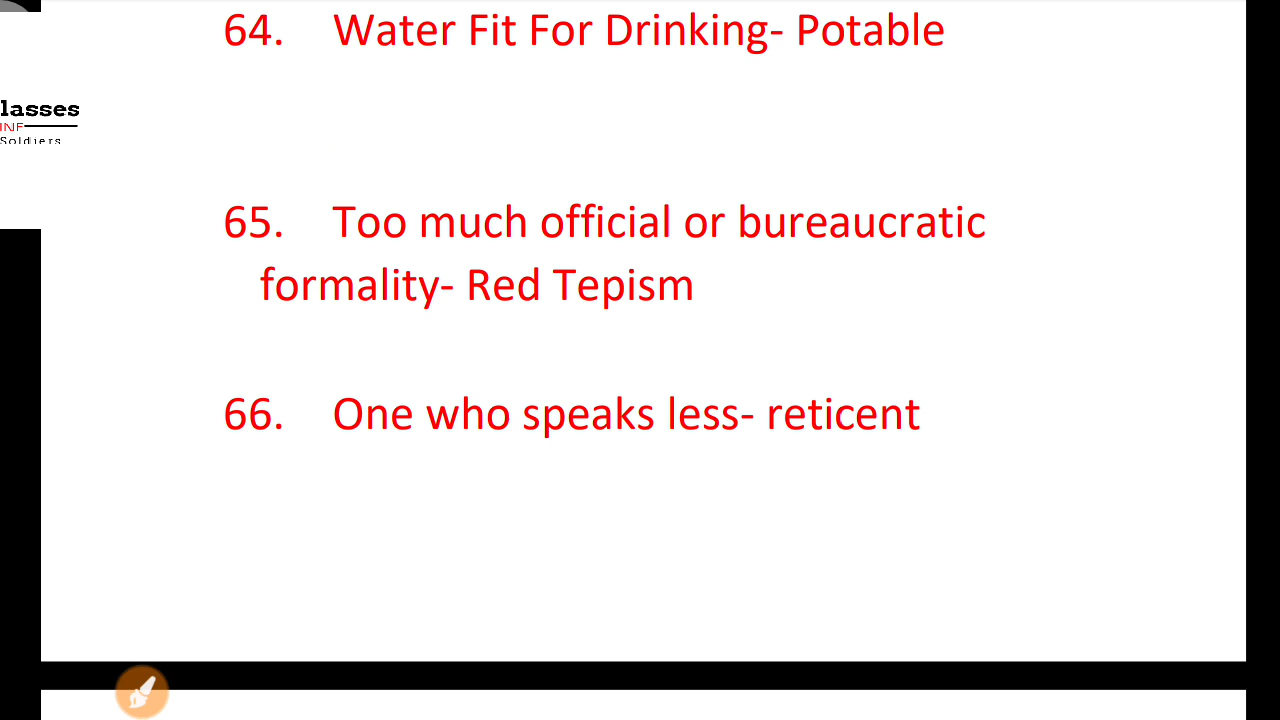 64. Water Fit For Drinking- Potable
lasses
INF
Soldiers
65. Too much official or bureaucratic
formality- Red Tepism
66. One who speaks less- reticent